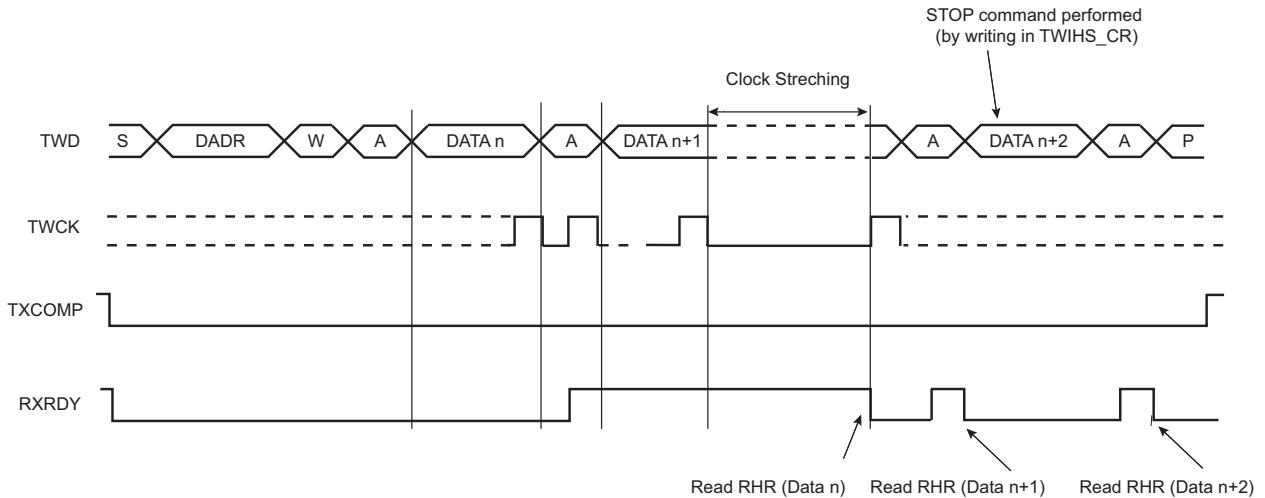 STOP command performed
(by writing in TWIHS_CR)
Clock Streching
TWD S DADR W A DATA n A DATA n+1 A DATA n+2 A P
TWCK
TXCOMP
RXRDY
Read RHR (Data n) Read RHR (Data n+1) Read RHR (Data n+2)